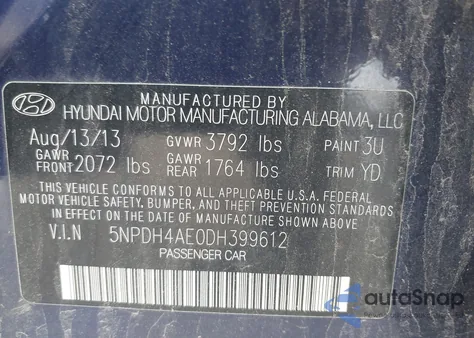 MANUFACTURED BY
HYUNDAI MOTOR MANUFACTURING ALABAMA, LLC
Aug/13/13 GVWR 3792 lbs PAINT 3U
GAWR FRONT 2072 lbs GAWR REAR 1764 lbs TRIM YD
THIS VEHICLE CONFORMS TO ALL APPLICABLE U.S.A. FEDERAL
MOTOR VEHICLE SAFETY, BUMPER, AND THEFT PREVENTION STANDARDS
IN EFFECT ON THE DATE OF MANUFACTURE SHOWN ABOVE.
V.I.N 5NPDH4AE0DH399612
PASSENGER CAR
autoSnap